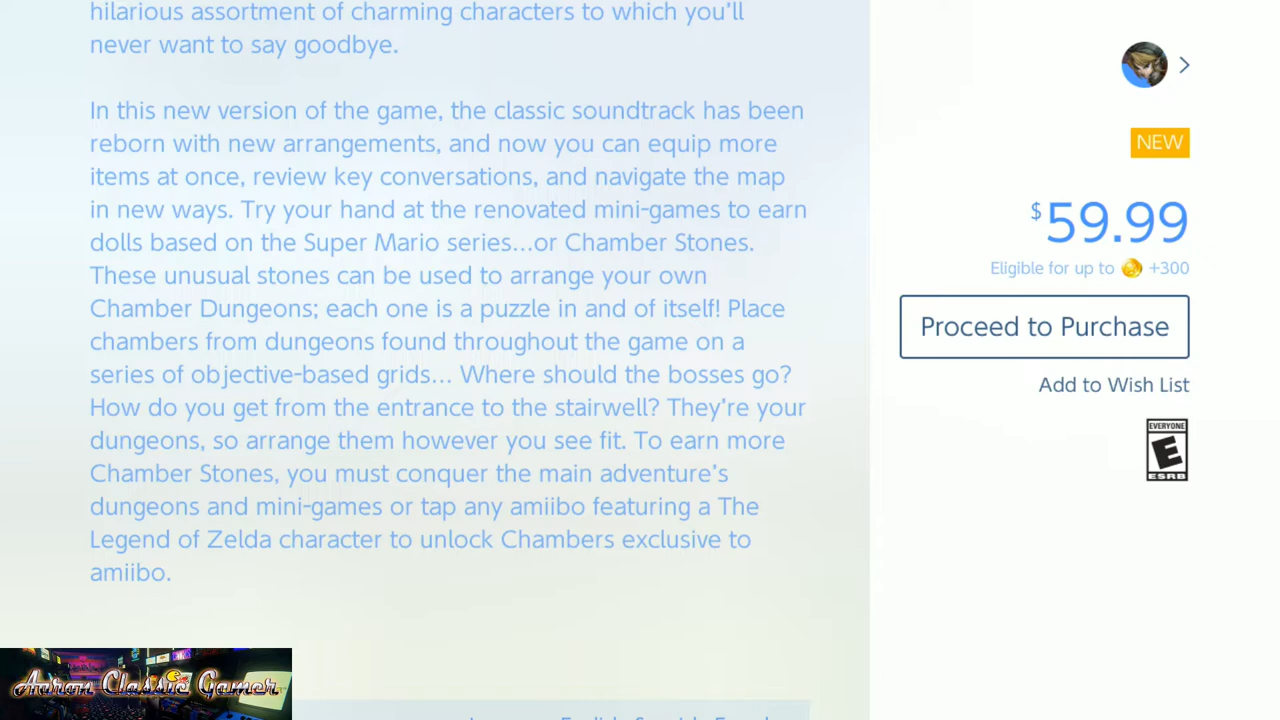 hilarious assortment of charming characters to which you'll
never want to say goodbye.
In this new version of the game, the classic soundtrack has been
reborn with new arrangements, and now you can equip more
items at once, review key conversations, and navigate the map
in new ways. Try your hand at the renovated mini-games to earn
dolls based on the Super Mario series...or Chamber Stones.
These unusual stones can be used to arrange your own
Chamber Dungeons; each one is a puzzle in and of itself! Place
chambers from dungeons found throughout the game on a
series of objective-based grids... Where should the bosses go?
How do you get from the entrance to the stairwell? They're your
dungeons, so arrange them however you see fit. To earn more
Chamber Stones, you must conquer the main adventure's
dungeons and mini-games or tap any amiibo featuring a The
Legend of Zelda character to unlock Chambers exclusive to
amiibo.
NEW
$59.99
Eligible for up to +300
Proceed to Purchase
Add to Wish List
EVERYONE
E
ESRB
Aaron Classic Gamer